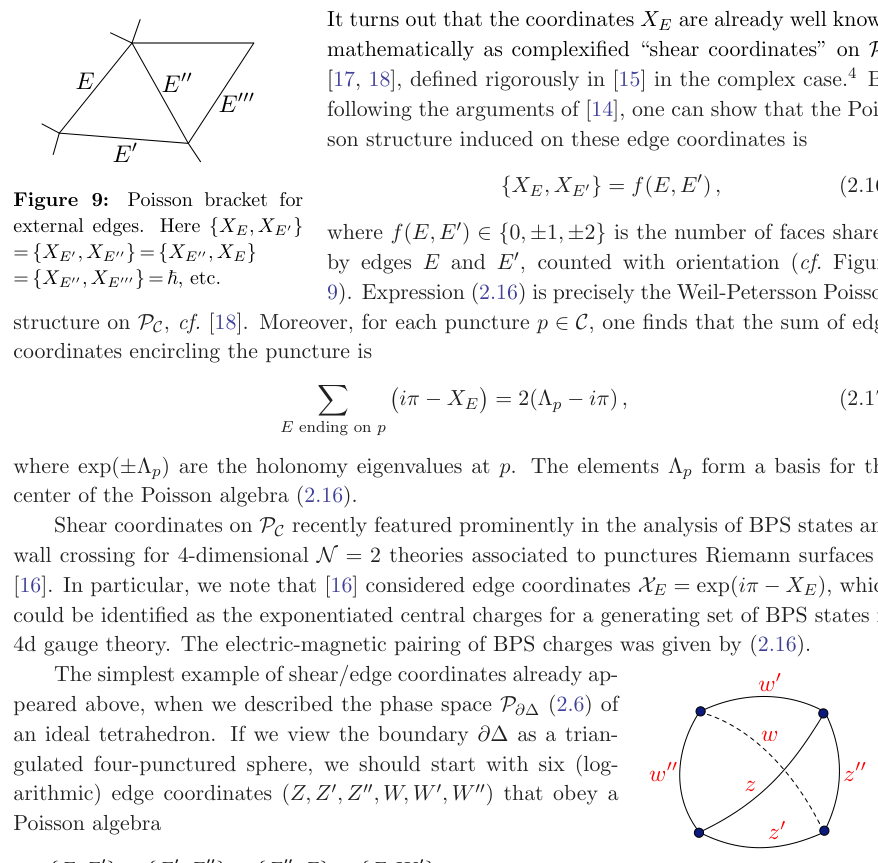 E
E''
E'''
E'
Figure 9: Poisson bracket for
external edges. Here {X_E, X_{E'}}
= {X_{E'}, X_{E''}} = {X_{E''}, X_E}
= {X_{E''}, X_{E'''}} = ℏ, etc.
It turns out that the coordinates X_E are already well know
mathematically as complexified “shear coordinates” on
[17, 18], defined rigorously in [15] in the complex case.⁴ B
following the arguments of [14], one can show that the Poi
son structure induced on these edge coordinates is
{X_E, X_{E'}} = f(E, E') , (2.16
where f(E, E') ∈ {0, ±1, ±2} is the number of faces share
by edges E and E', counted with orientation (cf. Figur
9). Expression (2.16) is precisely the Weil-Petersson Poisso
structure on 𝒫_𝒞, cf. [18]. Moreover, for each puncture p ∈ 𝒞, one finds that the sum of edg
coordinates encircling the puncture is
∑_{E ending on p} (iπ − X_E) = 2(Λ_p − iπ) , (2.17
where exp(±Λ_p) are the holonomy eigenvalues at p. The elements Λ_p form a basis for th
center of the Poisson algebra (2.16).
Shear coordinates on 𝒫_𝒞 recently featured prominently in the analysis of BPS states an
wall crossing for 4-dimensional 𝒩 = 2 theories associated to punctures Riemann surfaces
[16]. In particular, we note that [16] considered edge coordinates 𝒳_E = exp(iπ − X_E), which
could be identified as the exponentiated central charges for a generating set of BPS states
4d gauge theory. The electric-magnetic pairing of BPS charges was given by (2.16).
The simplest example of shear/edge coordinates already ap-
peared above, when we described the phase space 𝒫_{∂Δ} (2.6) of
an ideal tetrahedron. If we view the boundary ∂Δ as a trian-
gulated four-punctured sphere, we should start with six (log-
arithmic) edge coordinates (Z, Z', Z'', W, W', W'') that obey a
Poisson algebra
w'
w
w''
z
z''
z'